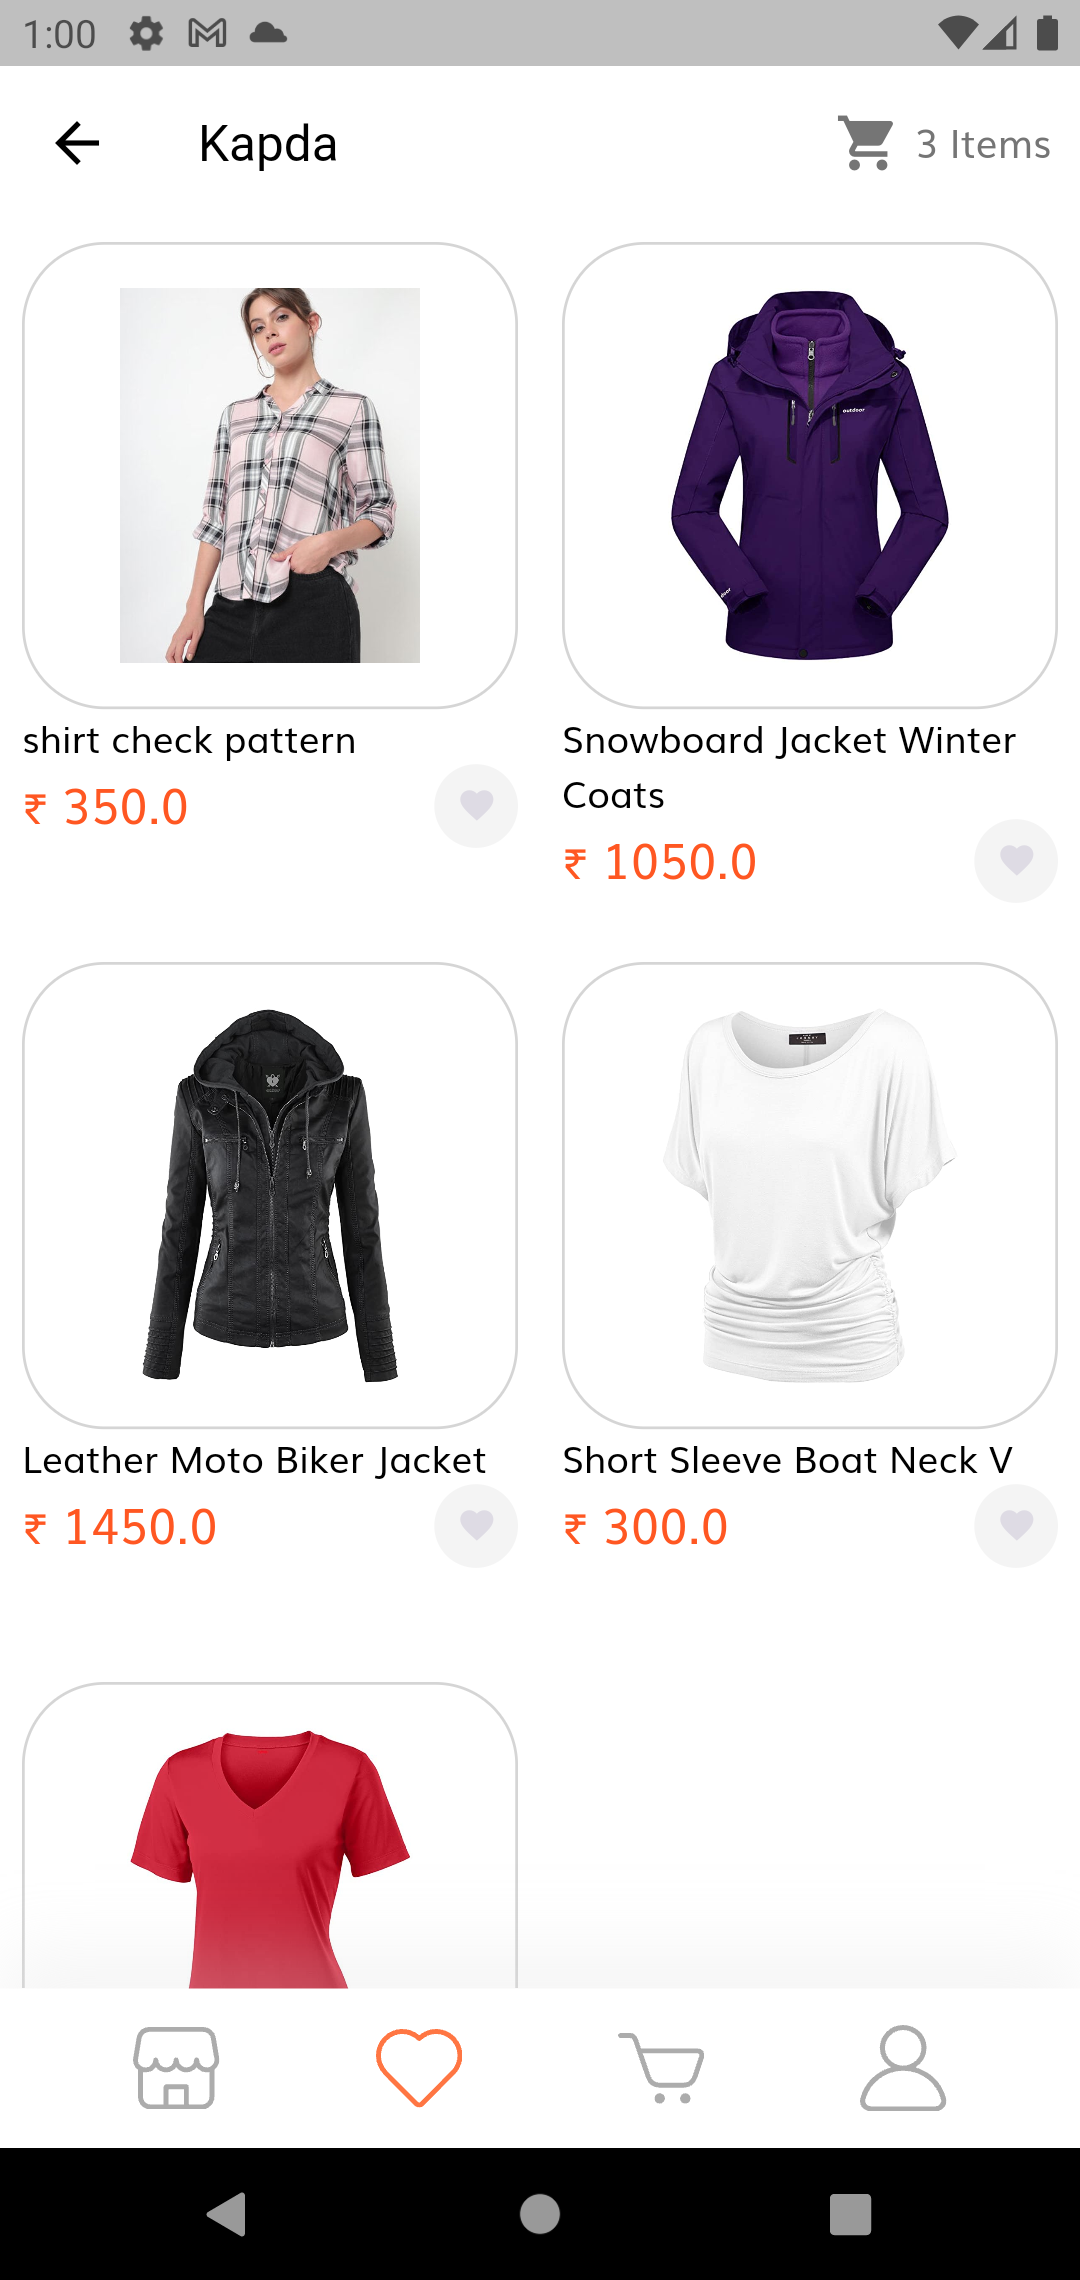 1:00
Kapda
3 Items
outdoor
shirt check pattern
₹ 350.0
Snowboard Jacket Winter
Coats
₹ 1050.0
Leather Moto Biker Jacket
₹ 1450.0
Short Sleeve Boat Neck V
₹ 300.0